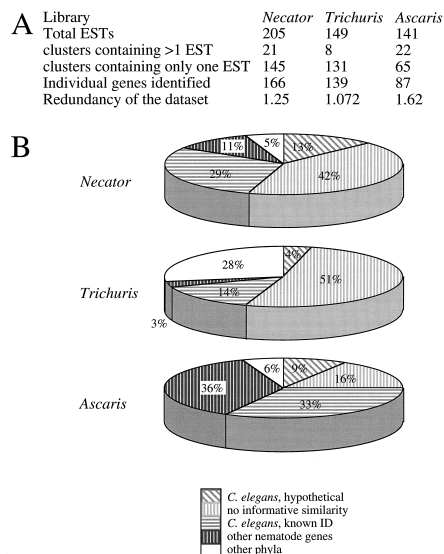 A
Library Necator Trichuris Ascaris
Total ESTs 205 149 141
clusters containing >1 EST 21 8 22
clusters containing only one EST 145 131 65
Individual genes identified 166 139 87
Redundancy of the dataset 1.25 1.072 1.62
B
Necator
11% 5% 13%
29% 42%
Trichuris
28% 4%
14% 51%
3%
Ascaris
6% 9%
36% 16%
33%
C. elegans, hypothetical
no informative similarity
C. elegans, known ID
other nematode genes
other phyla